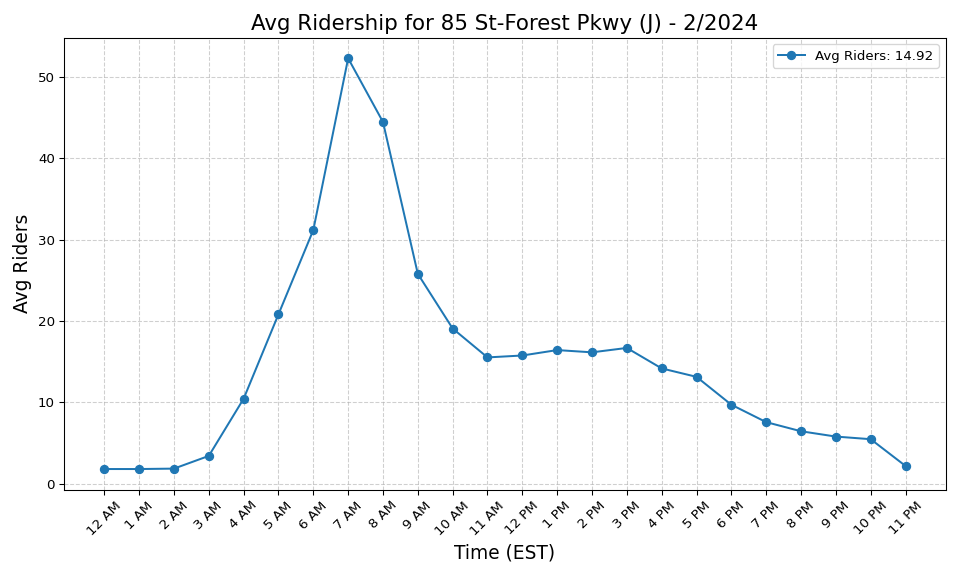 Avg Ridership for 85 St-Forest Pkwy (J) - 2/2024
Avg Riders: 14.92
Avg Riders
50
40
30
20
10
0
12 AM
1 AM
2 AM
3 AM
4 AM
5 AM
6 AM
7 AM
8 AM
9 AM
10 AM
11 AM
12 PM
1 PM
2 PM
3 PM
4 PM
5 PM
6 PM
7 PM
8 PM
9 PM
10 PM
11 PM
Time (EST)